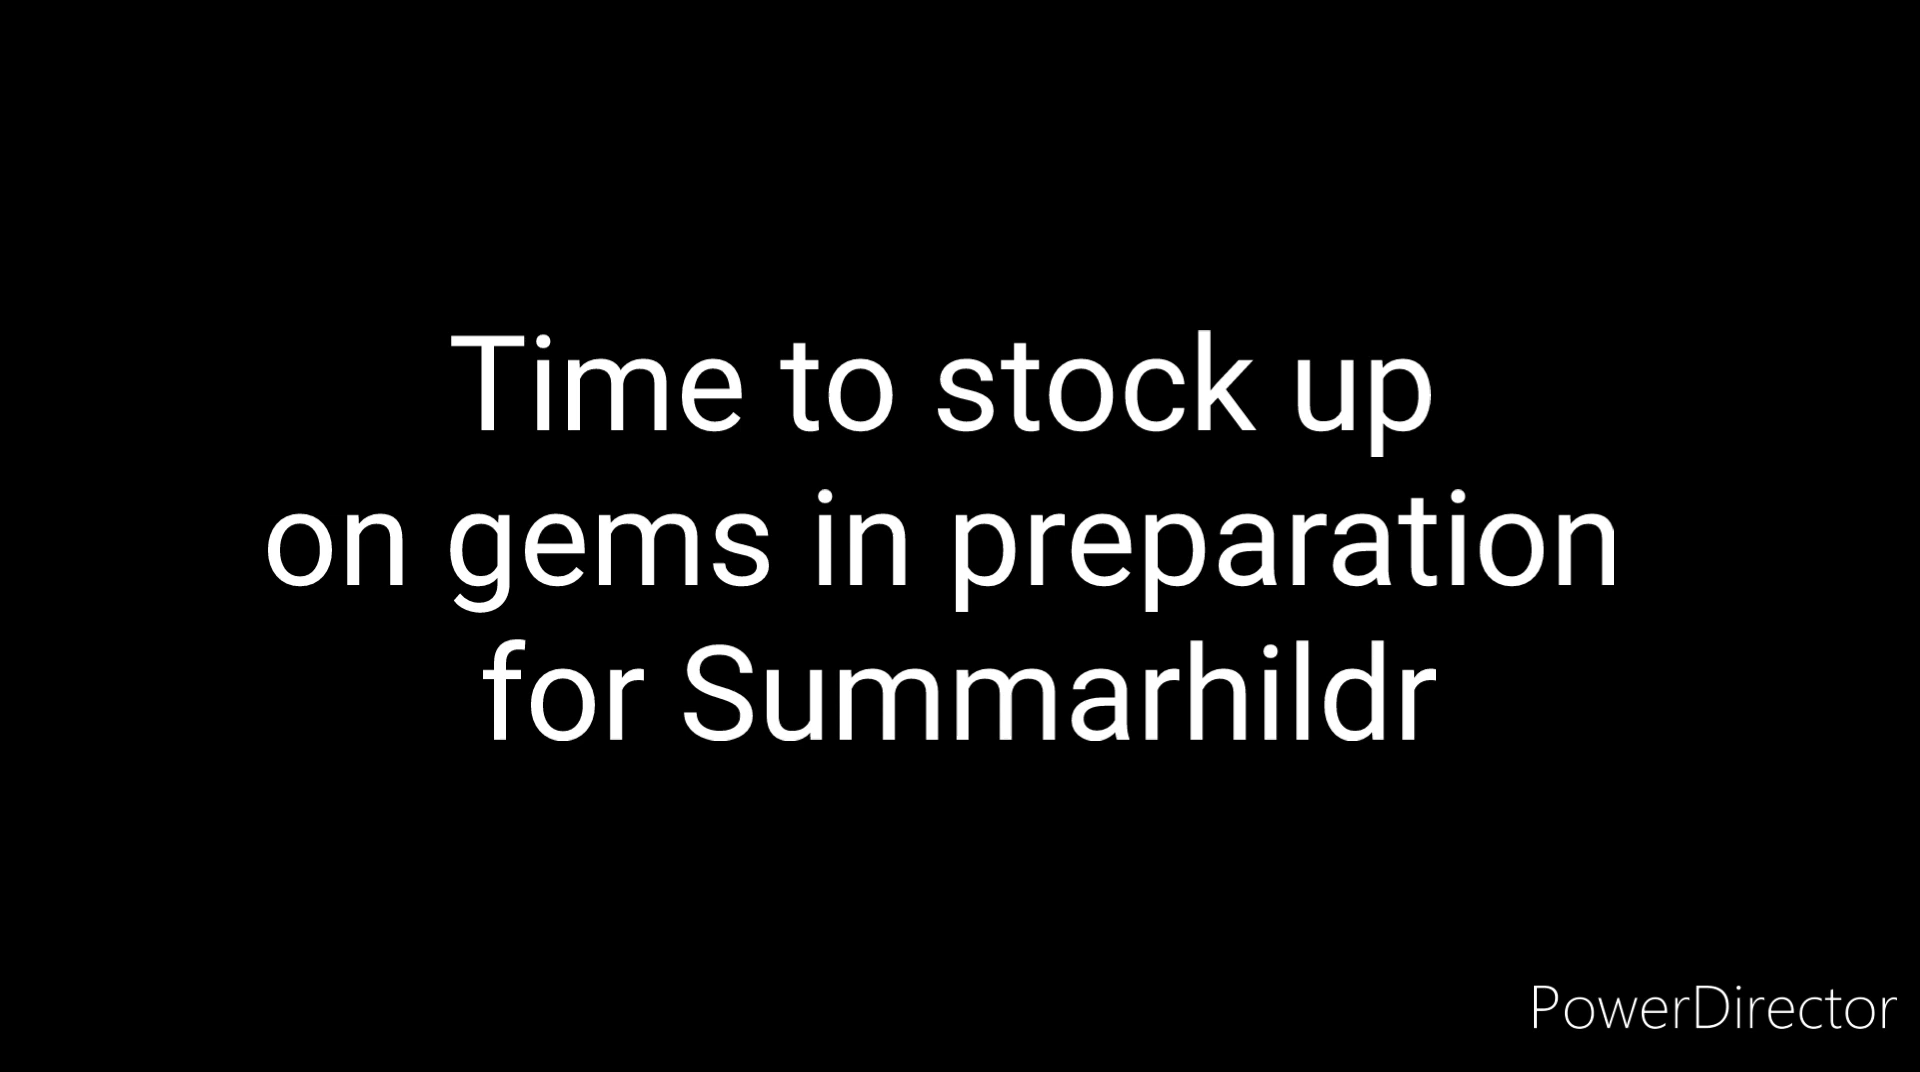 Time to stock up
on gems in preparation
for Summarhildr
PowerDirector